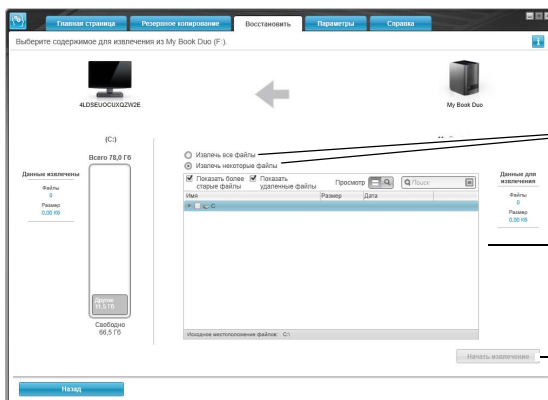 Главная страница
Резервное копирование
Восстановить
Параметры
Справка
Выберите содержимое для извлечения из My Book Duo (F:).
4LDSEUOCUXQZW2E
My Book Duo
(C:)
Всего 78,0 Гб
Данные извлечены
Файлы
0
Размер
0.00 KB
Другие
11,5 Гб
Свободно
66,5 Гб
Извлечь все файлы
Извлечь некоторые файлы
Показать более старые файлы
Показать удаленные файлы
Просмотр
Поиск
Имя
Размер
Дата
C
Исходное местоположение файлов: C:\
Данные для извлечения
Файлы
0
Размер
0.00 KB
Начать извлечение
Назад